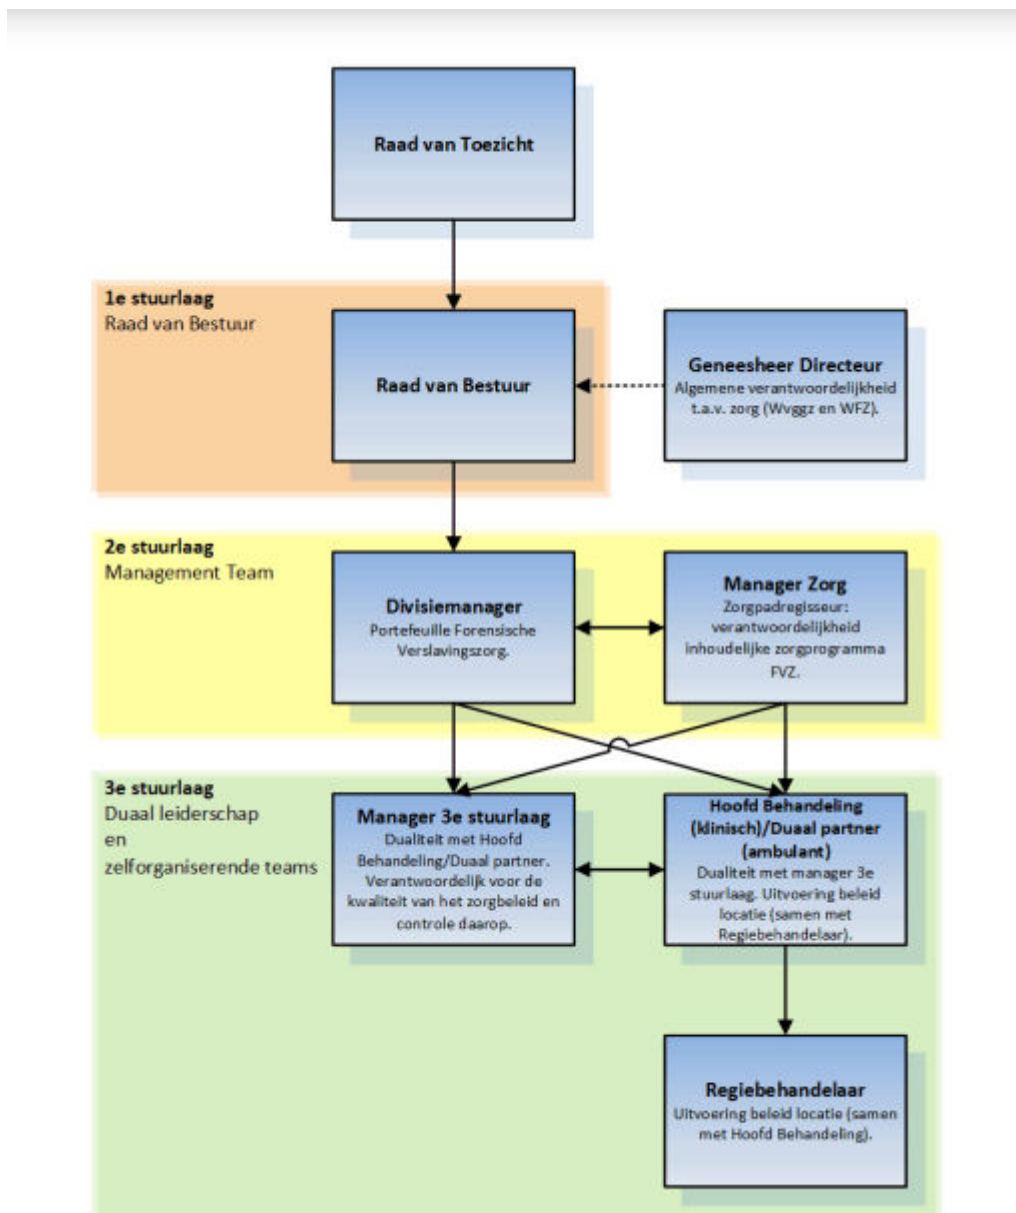 Raad van Toezicht
1e stuurlaag
Raad van Bestuur
Raad van Bestuur
Geneesheer Directeur
Algemene verantwoordelijkheid
t.a.v. zorg (Wvggz en WFZ).
2e stuurlaag
Management Team
Divisiemanager
Portefeuille Forensische
Verslavingszorg.
Manager Zorg
Zorgpadregisseur:
verantwoordelijkheid
inhoudelijke zorgprogramma
FVZ.
3e stuurlaag
Duaal leiderschap
en
zelforganiserende teams
Manager 3e stuurlaag
Dualiteit met Hoofd
Behandeling/Duaal partner.
Verantwoordelijk voor de
kwaliteit van het zorgbeleid en
controle daarop.
Hoofd Behandeling
(klinisch)/Duaal partner
(ambulant)
Dualiteit met manager 3e
stuurlaag. Uitvoering beleid
locatie (samen met
Regiebehandelaar).
Regiebehandelaar
Uitvoering beleid locatie (samen
met Hoofd Behandeling).